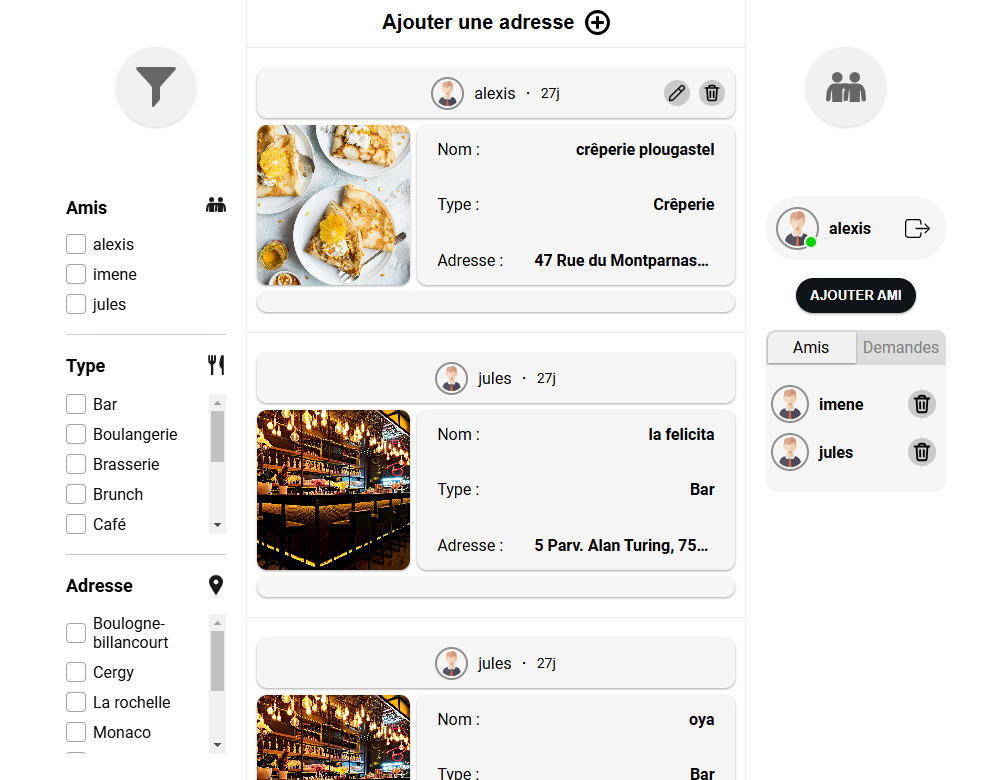 Ajouter une adresse
Amis
alexis
imene
jules
Type
Bar
Boulangerie
Brasserie
Brunch
Café
Adresse
Boulogne-
billancourt
Cergy
La rochelle
Monaco
alexis · 27j
Nom : crêperie plougastel
Type : Crêperie
Adresse : 47 Rue du Montparnas...
jules · 27j
Nom : la felicita
Type : Bar
Adresse : 5 Parv. Alan Turing, 75...
jules · 27j
Nom : oya
Type : Bar
alexis
AJOUTER AMI
Amis Demandes
imene
jules